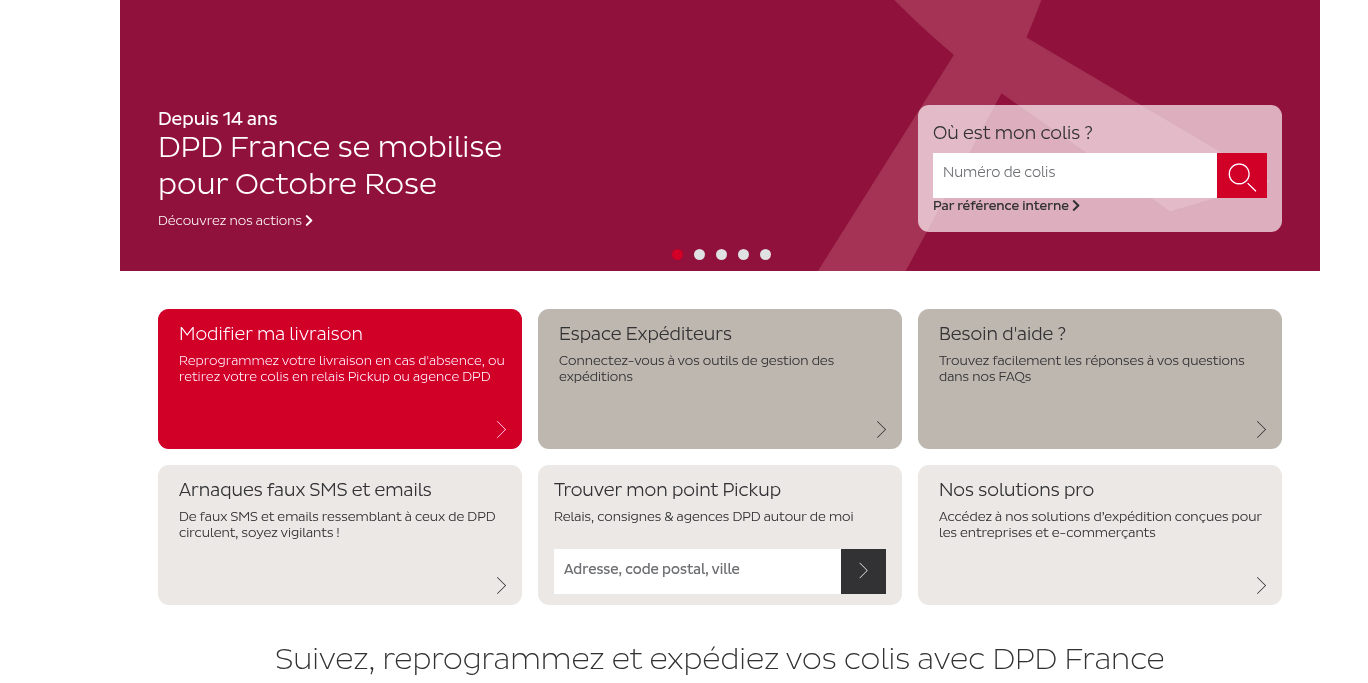 Depuis 14 ans
DPD France se mobilise
pour Octobre Rose
Découvrez nos actions
Où est mon colis ?
Numéro de colis
Par référence interne
Modifier ma livraison
Reprogrammez votre livraison en cas d'absence, ou
retirez votre colis en relais Pickup ou agence DPD
Espace Expéditeurs
Connectez-vous à vos outils de gestion des
expéditions
Besoin d'aide ?
Trouvez facilement les réponses à vos questions
dans nos FAQs
Arnaques faux SMS et emails
De faux SMS et emails ressemblant à ceux de DPD
circulent, soyez vigilants !
Trouver mon point Pickup
Relais, consignes & agences DPD autour de moi
Adresse, code postal, ville
Nos solutions pro
Accédez à nos solutions d'expédition conçues pour
les entreprises et e-commerçants
Suivez, reprogrammez et expédiez vos colis avec DPD France